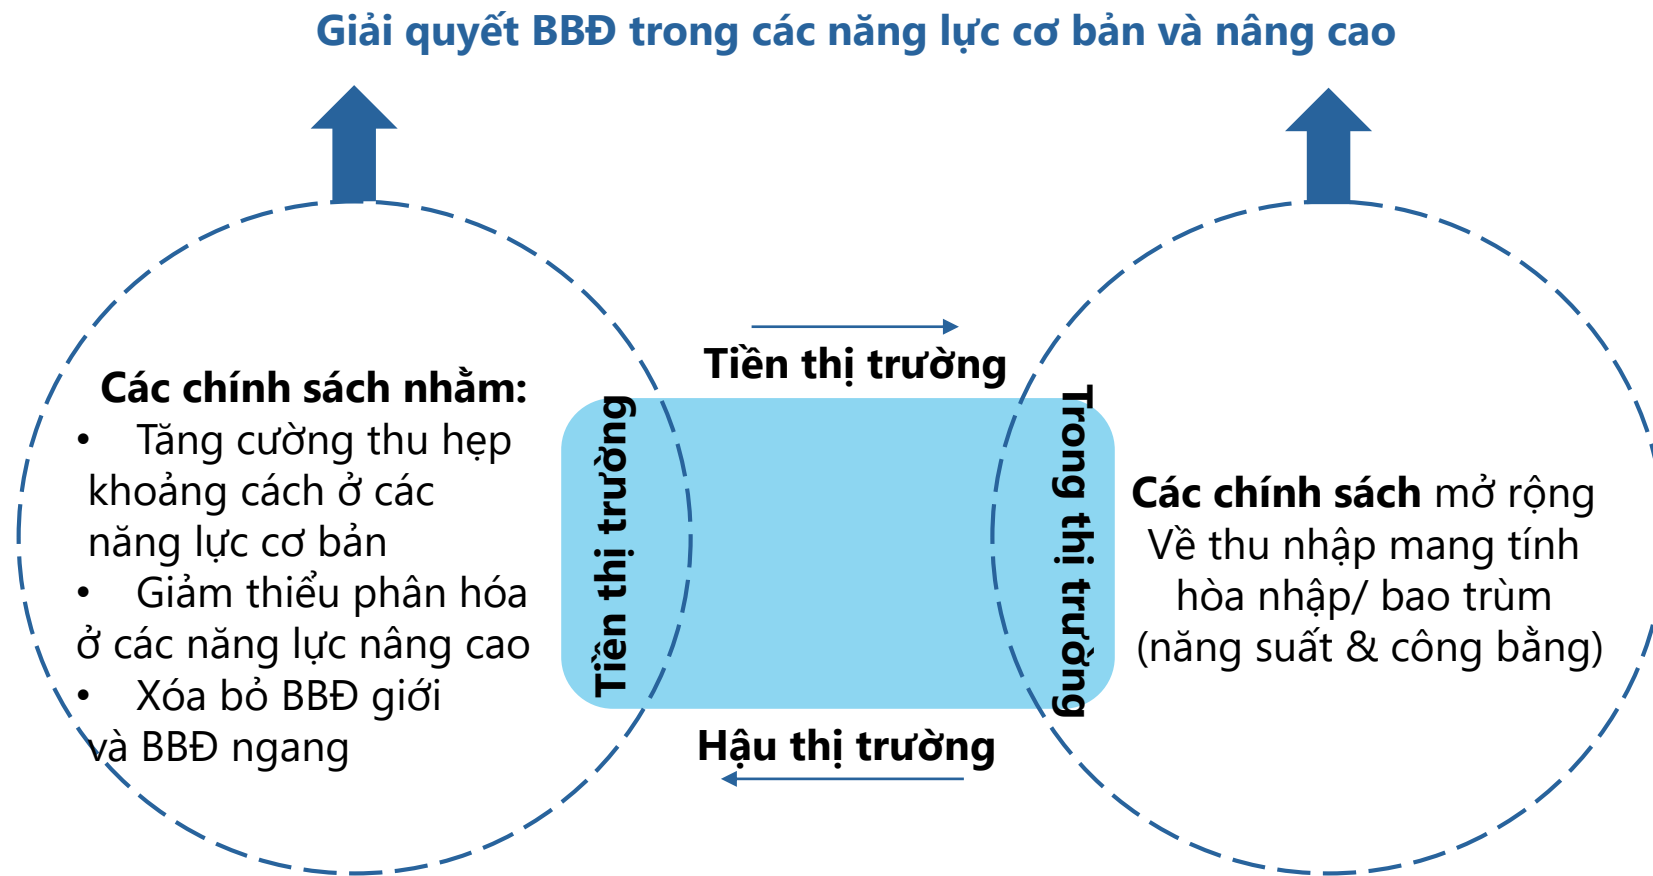 Giải quyết BBĐ trong các năng lực cơ bản và nâng cao
Các chính sách nhằm:
• Tăng cường thu hẹp
khoảng cách ở các
năng lực cơ bản
• Giảm thiểu phân hóa
ở các năng lực nâng cao
• Xóa bỏ BBĐ giới
và BBĐ ngang
Tiền thị trường
Tiền thị trường
Trong thị trường
Hậu thị trường
Các chính sách mở rộng
Về thu nhập mang tính
hòa nhập/ bao trùm
(năng suất & công bằng)